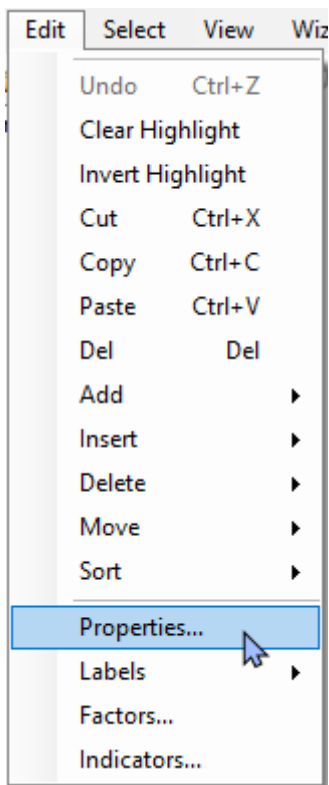 Edit Select View Wiz
Undo Ctrl+Z
Clear Highlight
Invert Highlight
Cut Ctrl+X
Copy Ctrl+C
Paste Ctrl+V
Del Del
Add
Insert
Delete
Move
Sort
Properties...
Labels
Factors...
Indicators...